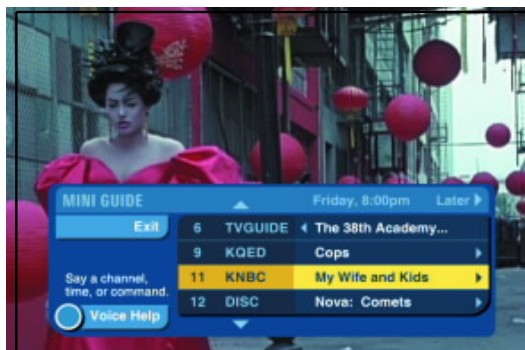 MINI GUIDE
Friday, 8:00pm Later
Exit
6 TVGUIDE The 38th Academy...
9 KQED Cops
11 KNBC My Wife and Kids
12 DISC Nova: Comets
Say a channel,
time, or command.
Voice Help